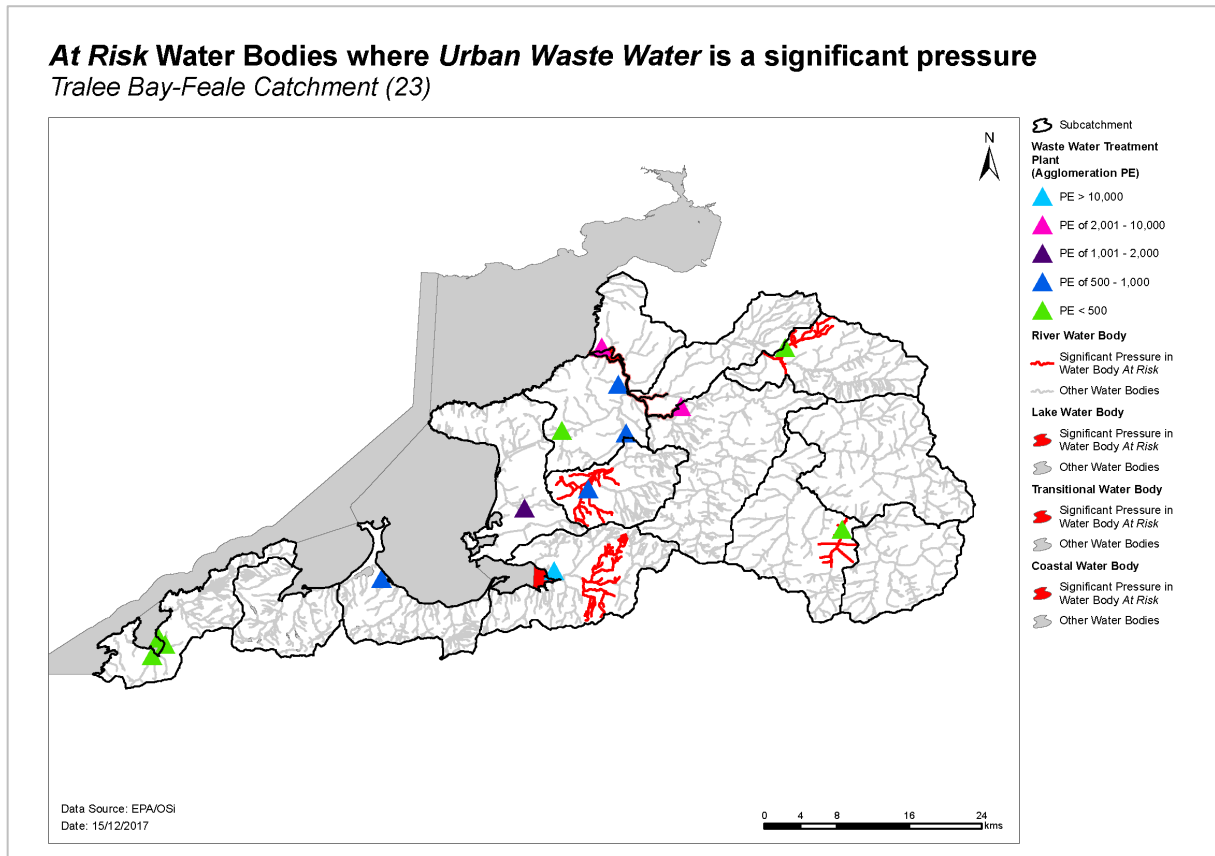 At Risk Water Bodies where Urban Waste Water is a significant pressure
Tralee Bay-Feale Catchment (23)
N
Subcatchment
Waste Water Treatment
Plant
(Agglomeration PE)
PE > 10,000
PE of 2,001 - 10,000
PE of 1,001 - 2,000
PE of 500 - 1,000
PE < 500
River Water Body
Significant Pressure in
Water Body At Risk
Other Water Bodies
Lake Water Body
Significant Pressure in
Water Body At Risk
Other Water Bodies
Transitional Water Body
Significant Pressure in
Water Body At Risk
Other Water Bodies
Coastal Water Body
Significant Pressure in
Water Body At Risk
Other Water Bodies
Data Source: EPA/OSi
Date: 15/12/2017
0 4 8 16 24
kms